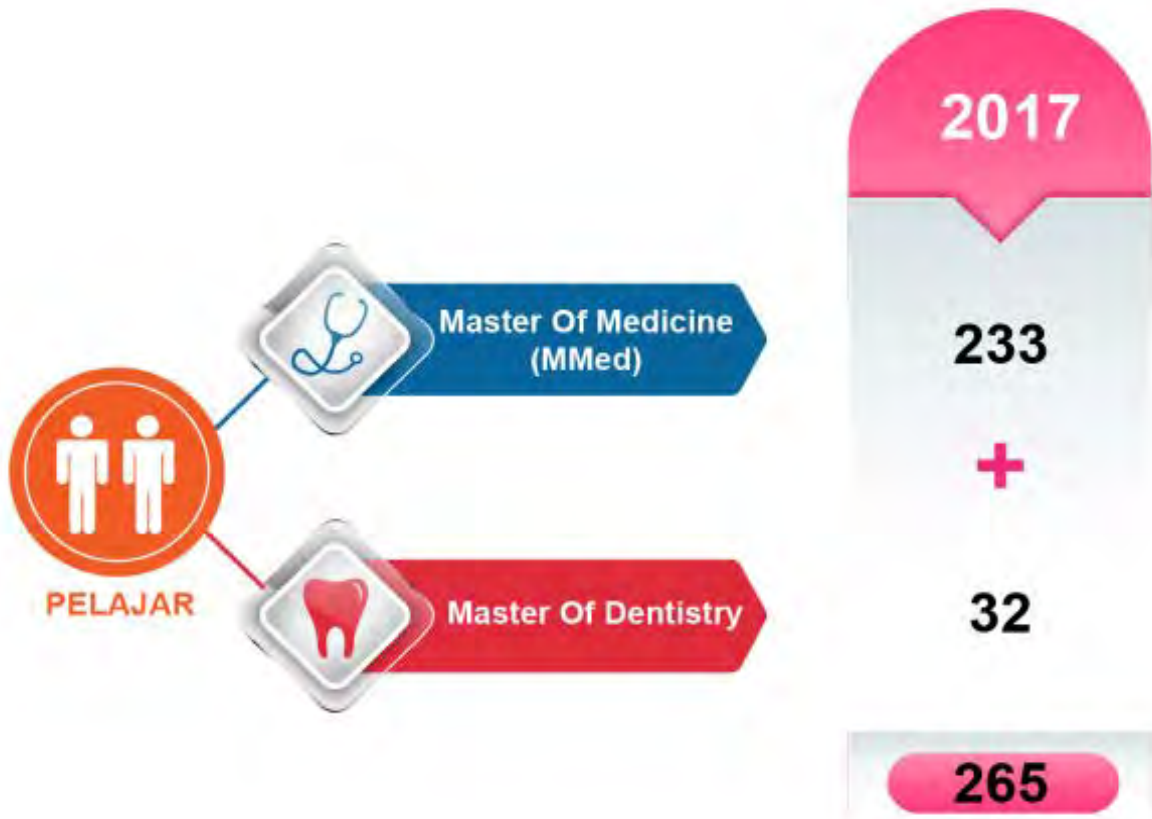 2017
Master Of Medicine
(MMed)
233
+
PELAJAR
Master Of Dentistry
32
265